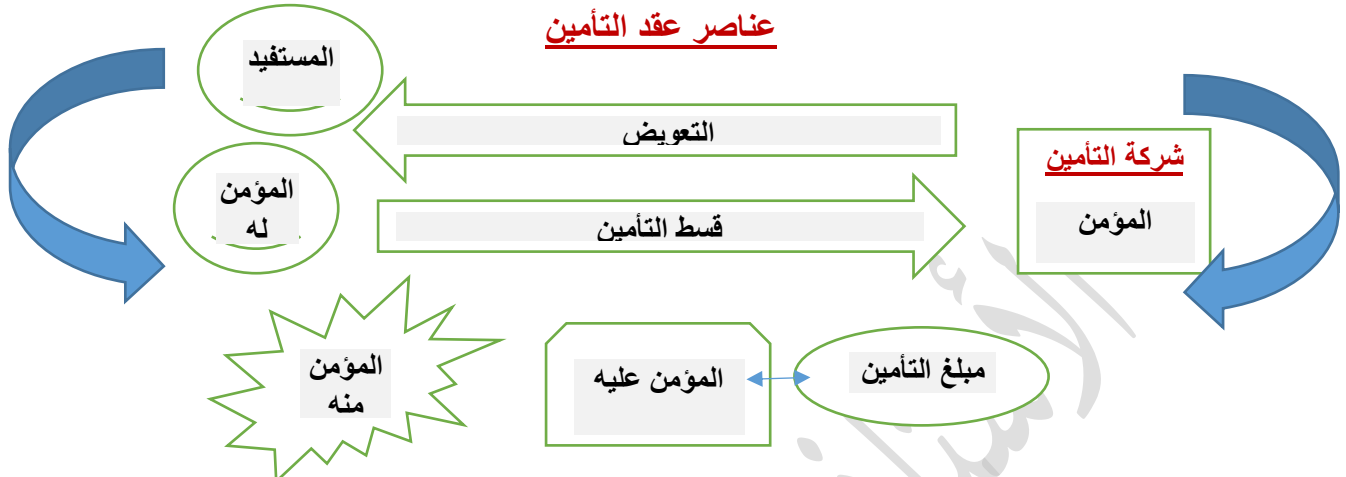 عناصر عقد التأمين
المستفيد
التعويض
شركة التأمين
المؤمن
المؤمن
له
قسط التأمين
المؤمن
منه
المؤمن عليه
مبلغ التأمين